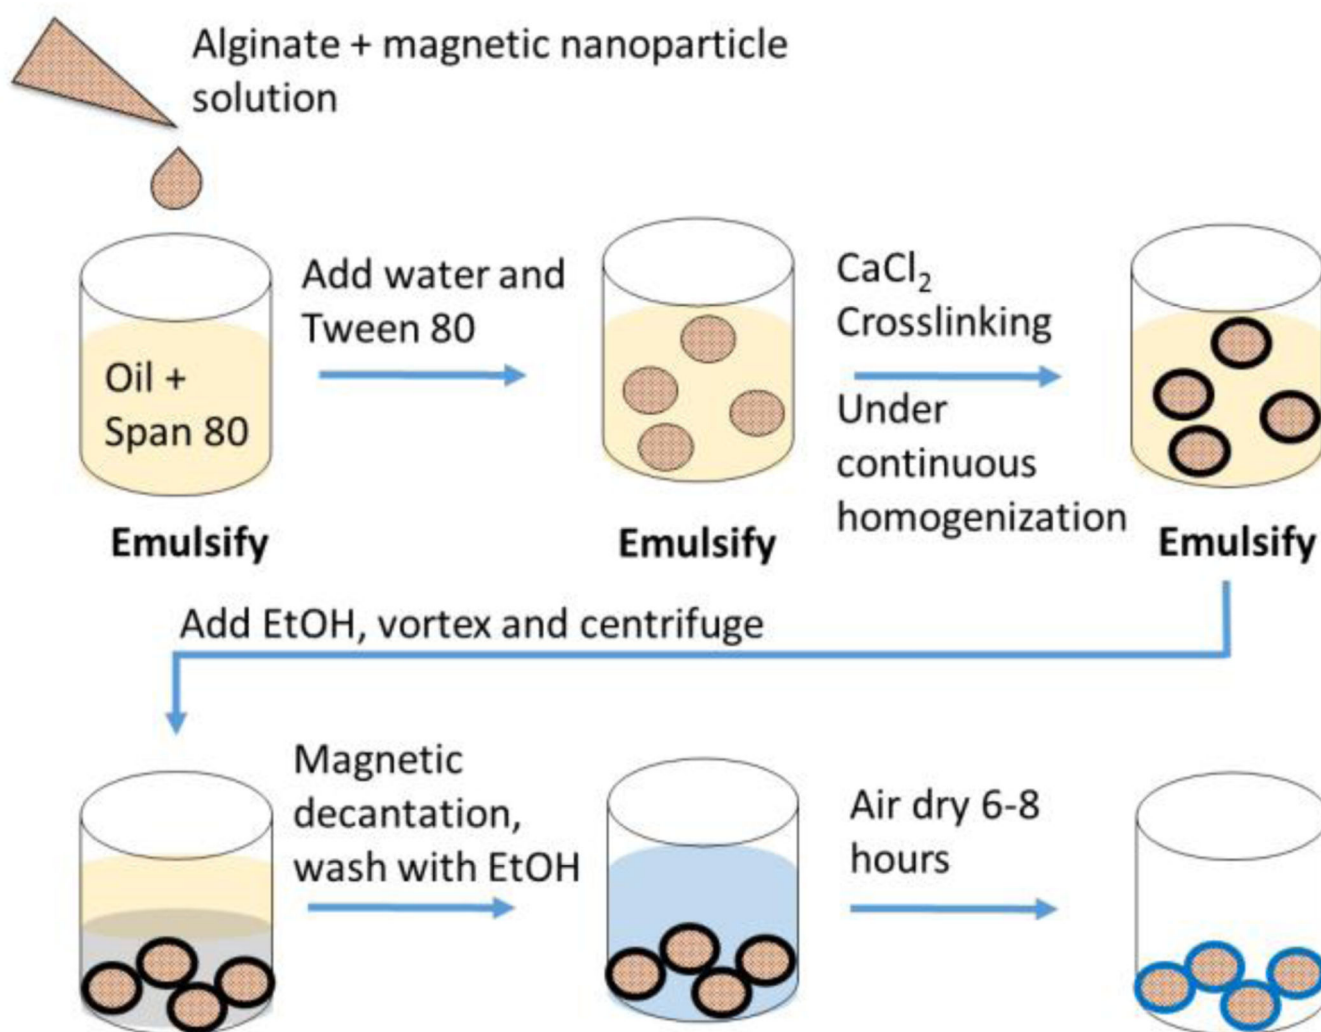 Alginate + magnetic nanoparticle
solution
Oil +
Span 80
Emulsify
Add water and
Tween 80
Emulsify
CaCl₂
Crosslinking
Under
continuous
homogenization
Emulsify
Add EtOH, vortex and centrifuge
Magnetic
decantation,
wash with EtOH
Air dry 6-8
hours